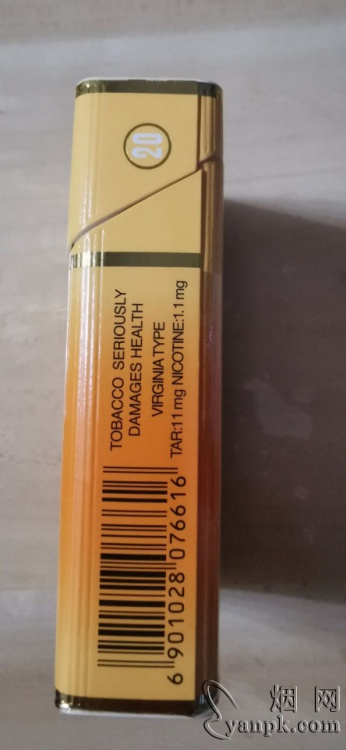 20
TOBACCO SERIOUSLY
DAMAGES HEALTH
VIRGINIA TYPE
TAR:11 mg NICOTINE:1.1 mg
6 901028 076616
烟网
yanpk.com